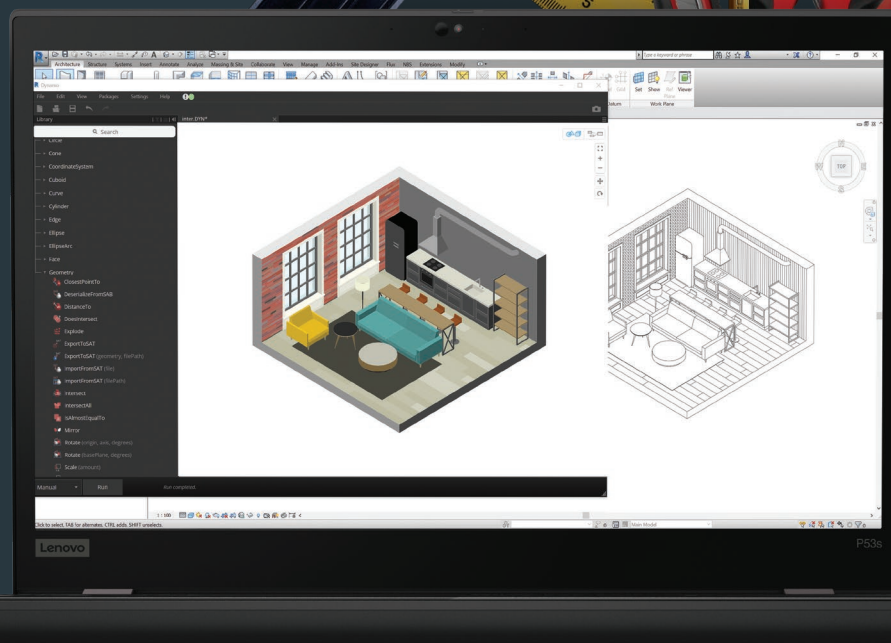 Type a keyword or phrase
Architecture Structure Systems Insert Annotate Analyze Massing & Site Collaborate View Manage Add-Ins Site Designer Flux NBS Extensions Modify
Dynamo
Set Show Ref Plane Viewer
Datum Work Plane
File Edit View Packages Settings Help
Library
inter.DYN*
Search
Circle
Cone
CoordinateSystem
Cuboid
Curve
Cylinder
Edge
Ellipse
EllipseArc
Face
Geometry
ClosestPointTo
DeserializeFromSAB
DistanceTo
DoesIntersect
Explode
ExportToSAT
ExportToSAT (geometry, filePath)
ImportFromSAT (file)
ImportFromSAT (filePath)
Intersect
IntersectAll
IsAlmostEqualTo
Mirror
Rotate (origin, axis, degrees)
Rotate (basePlane, degrees)
Scale (amount)
TOP
Manual Run Run completed.
1 : 100
Click to select, TAB for alternates, CTRL adds, SHIFT unselects.
Main Model
Lenovo
P53s